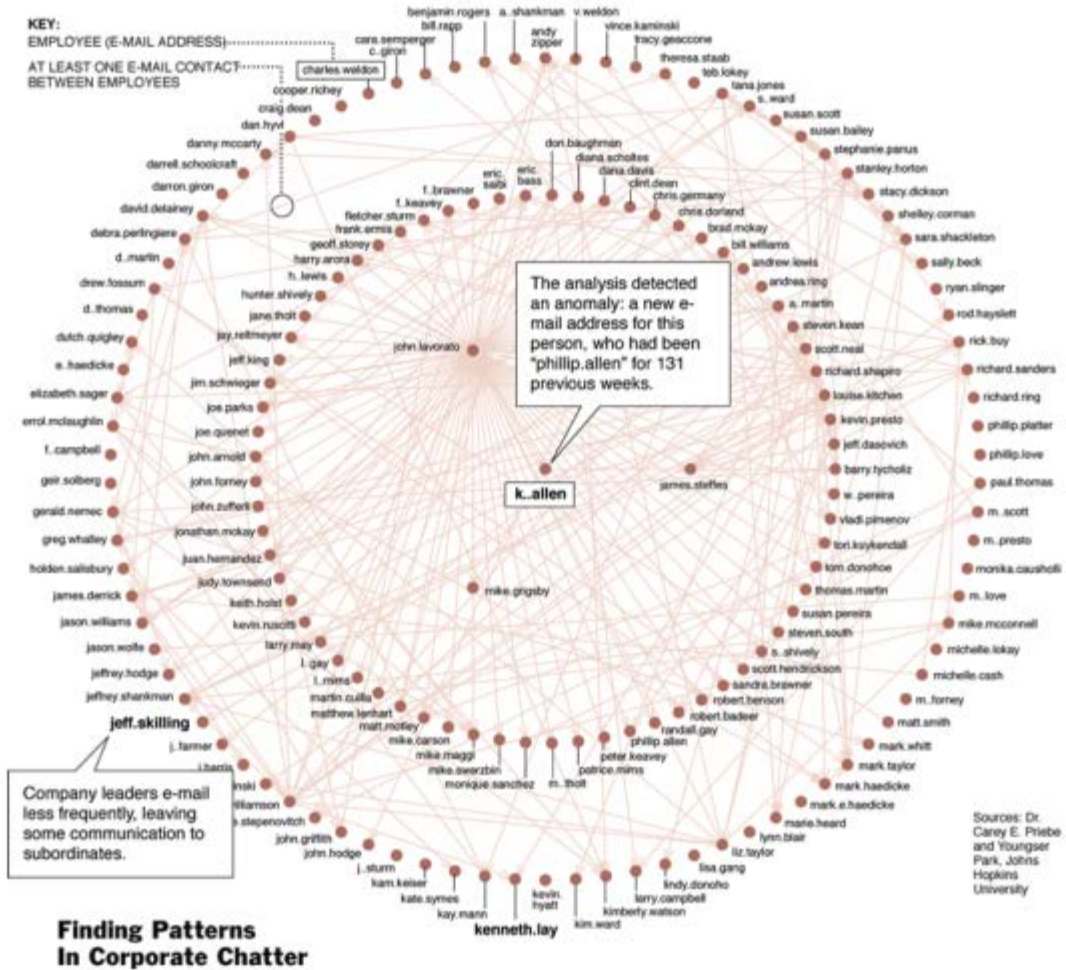 KEY:
EMPLOYEE (E-MAIL ADDRESS)
AT LEAST ONE E-MAIL CONTACT
BETWEEN EMPLOYEES
benjamin.rogers
bill.rapp
cara.semperger
c..giron
charles.weldon
cooper.richey
craig.dean
dan.hyvl
danny.mccarty
darrell.schoolcraft
darron.giron
david.delainey
debra.perlingiere
d..martin
drew.fossum
d..thomas
dutch.quigley
e..haedicke
elizabeth.sager
errol.mclaughlin
f..campbell
geir.solberg
gerald.nemec
greg.whalley
holden.salisbury
james.derrick
jason.williams
jason.wolfe
jeffrey.hodge
jeffrey.shankman
jeff.skilling
j..farmer
j.harris
nski
illiamson
.stepenovitch
john.griffith
john.hodge
j..sturm
kam.keiser
kate.symes
kay.mann
kenneth.lay
kevin.
hyatt
kim.ward
kimberly.watson
larry.campbell
lindy.donoho
lisa.gang
liz.taylor
lynn.blair
marie.heard
mark.e.haedicke
mark.haedicke
mark.taylor
mark.whitt
matt.smith
m..forney
michelle.cash
michelle.lokay
mike.mcconnell
m..love
monika.causholli
m..presto
m..scott
paul.thomas
phillip.love
phillip.platter
richard.ring
richard.sanders
rick.buy
rod.hayslett
ryan.slinger
sally.beck
sara.shackleton
shelley.corman
stacy.dickson
stanley.horton
stephanie.panus
susan.bailey
susan.scott
s..ward
tana.jones
teb.lokey
theresa.staab
tracy.geaccone
vince.kaminski
v.weldon
andy
zipper
a..shankman
don.baughman
diana.scholtes
dana.davis
clint.dean
chris.germany
chris.dorland
brad.mckay
bill.williams
andrew.lewis
andrea.ring
a..martin
steven.kean
scott.neal
richard.shapiro
louise.kitchen
kevin.presto
jeff.dasovich
barry.tycholiz
w..pereira
vladi.pimenov
tori.kuykendall
tom.donohoe
thomas.martin
susan.pereira
steven.south
s..shively
scott.hendrickson
sandra.brawner
robert.benson
robert.badeer
randall.gay
phillip.allen
peter.keavey
patrice.mims
m..tholt
monique.sanchez
mike.swerzbin
mike.maggi
mike.carson
matt.motley
matthew.lenhart
martin.cuilla
l..mims
l..gay
larry.may
kevin.ruscitti
keith.holst
judy.townsend
juan.hernandez
jonathan.mckay
john.zufferli
john.forney
john.arnold
joe.quenet
joe.parks
jim.schwieger
jeff.king
jay.reitmeyer
jane.tholt
hunter.shively
h..lewis
harry.arora
geoff.storey
frank.ermis
fletcher.sturm
f..keavey
f..brawner
eric.
saibi
eric.
bass
john.lavorato
The analysis detected
an anomaly: a new e-
mail address for this
person, who had been
"phillip.allen" for 131
previous weeks.
k..allen
james.steffes
mike.grigsby
Company leaders e-mail
less frequently, leaving
some communication to
subordinates.
Sources: Dr.
Carey E. Priebe
and Youngser
Park, Johns
Hopkins
University
Finding Patterns
In Corporate Chatter